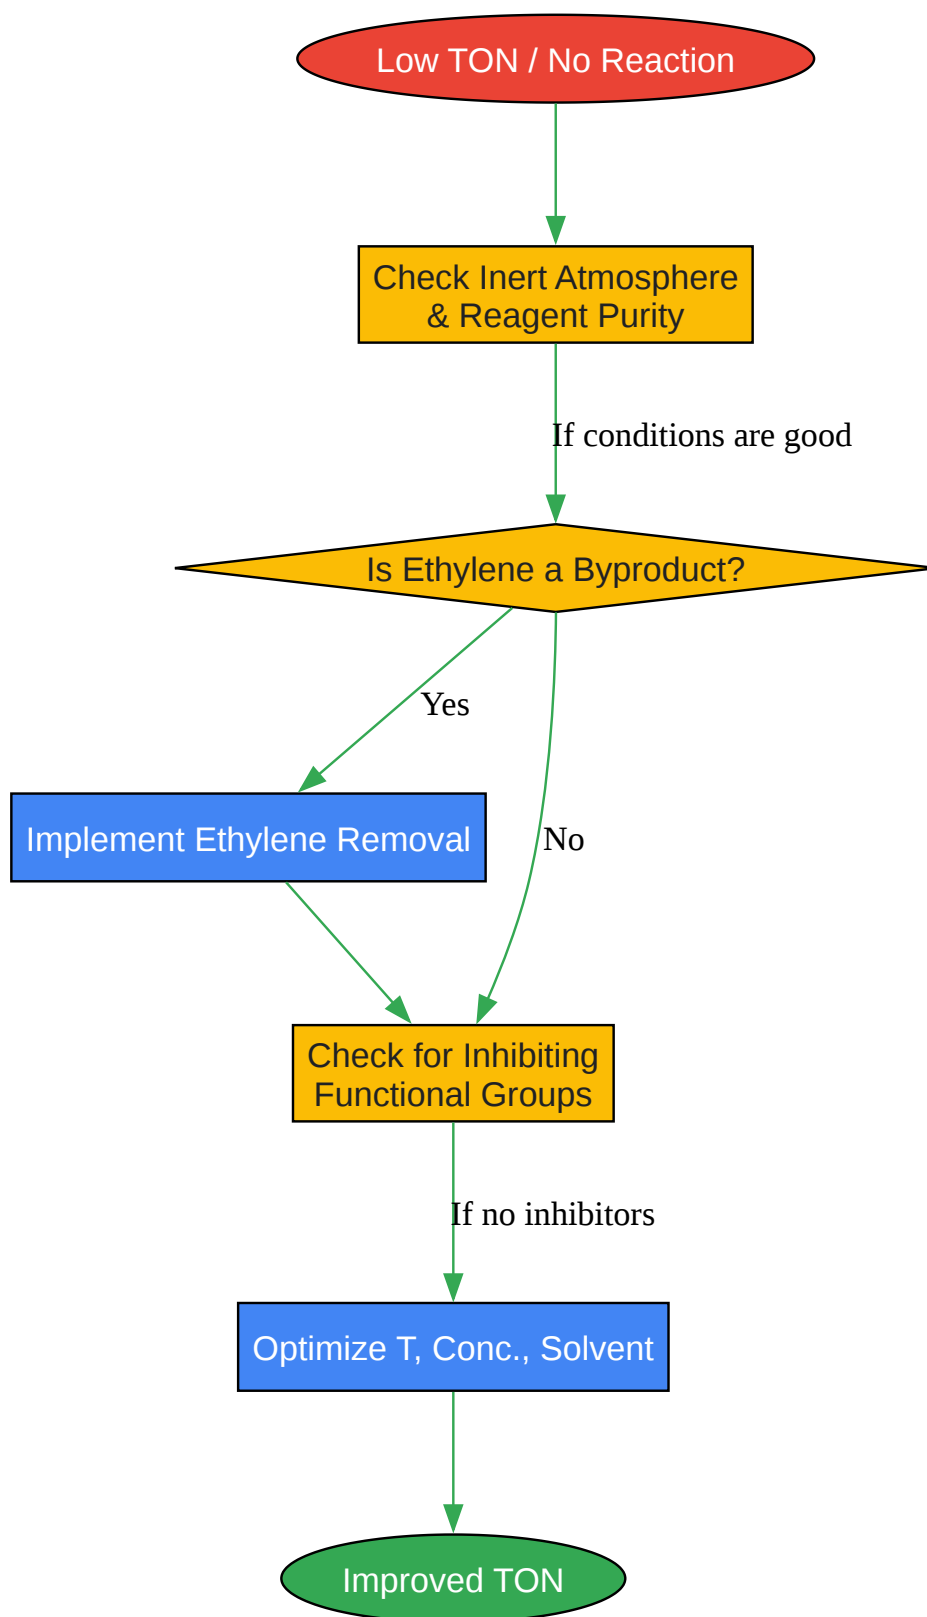 Low TON / No Reaction
Check Inert Atmosphere
& Reagent Purity
If conditions are good
Is Ethylene a Byproduct?
Yes
Implement Ethylene Removal
No
Check for Inhibiting
Functional Groups
If no inhibitors
Optimize T, Conc., Solvent
Improved TON